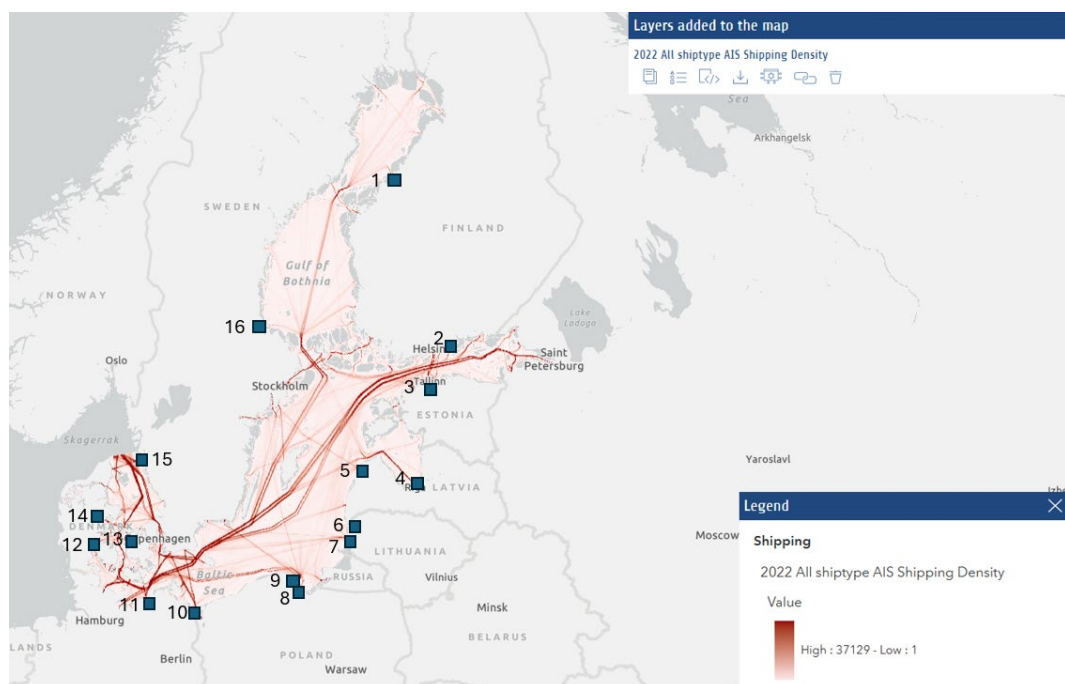 Layers added to the map
2022 All shiptype AIS Shipping Density
Sea
Arkhangelsk
1
SWEDEN
FINLAND
Gulf of
Bothnia
NORWAY
Lake
Ladoga
16
2
Helsin
Oslo
Saint
Petersburg
Stockholm
3
Tallinn
ESTONIA
Skagerrak
15
Yaroslavl
5
4
Riga
LATVIA
Izhe
14
DENMARK
6
12
13
penhagen
7
LITHUANIA
Moscow
9
RUSSIA
Vilnius
Baltic
Sea
8
11
10
Hamburg
Minsk
BELARUS
LANDS
Berlin
POLAND
Warsaw
Legend
Shipping
2022 All shiptype AIS Shipping Density
Value
High : 37129 - Low : 1